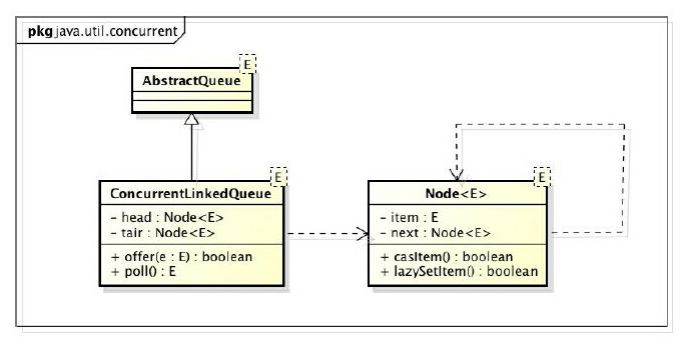 pkg java.util.concurrent
E
AbstractQueue
E
ConcurrentLinkedQueue
- head : Node<E>
- tair : Node<E>
+ offer(e : E) : boolean
+ poll() : E
E
Node<E>
- item : E
- next : Node<E>
+ casItem() : boolean
+ lazySetItem() : boolean